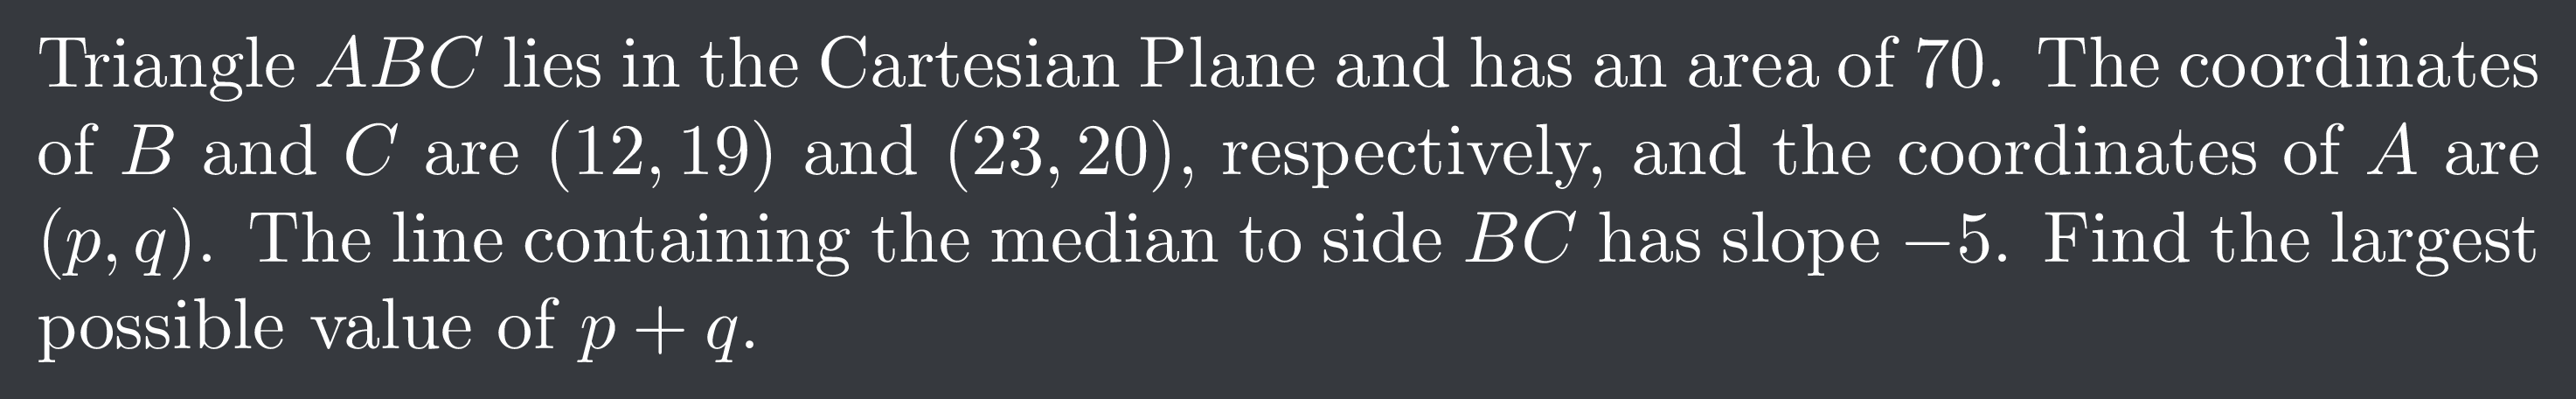 Triangle ABC lies in the Cartesian Plane and has an area of 70. The coordinates
of B and C are (12, 19) and (23, 20), respectively, and the coordinates of A are
(p, q). The line containing the median to side BC has slope −5. Find the largest
possible value of p + q.